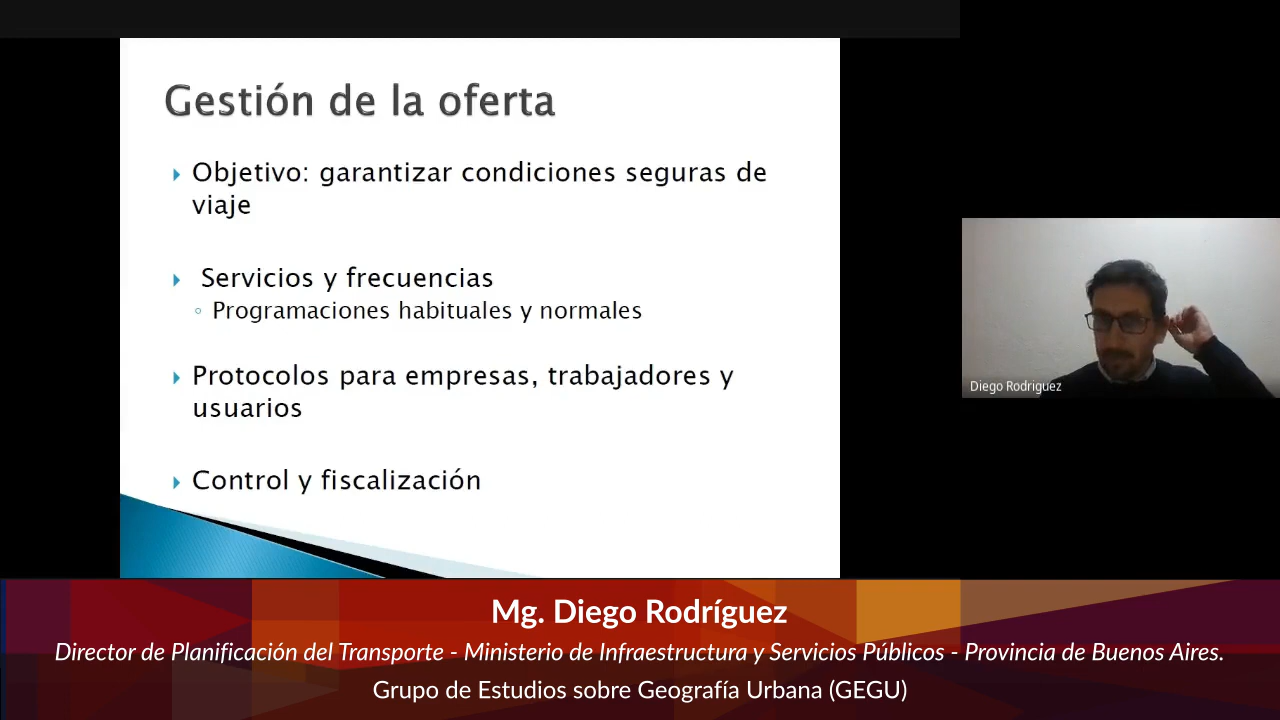 Gestión de la oferta
Objetivo: garantizar condiciones seguras de
viaje
Servicios y frecuencias
Programaciones habituales y normales
Protocolos para empresas, trabajadores y
usuarios
Control y fiscalización
Diego Rodriguez
Mg. Diego Rodríguez
Director de Planificación del Transporte - Ministerio de Infraestructura y Servicios Públicos - Provincia de Buenos Aires.
Grupo de Estudios sobre Geografía Urbana (GEGU)